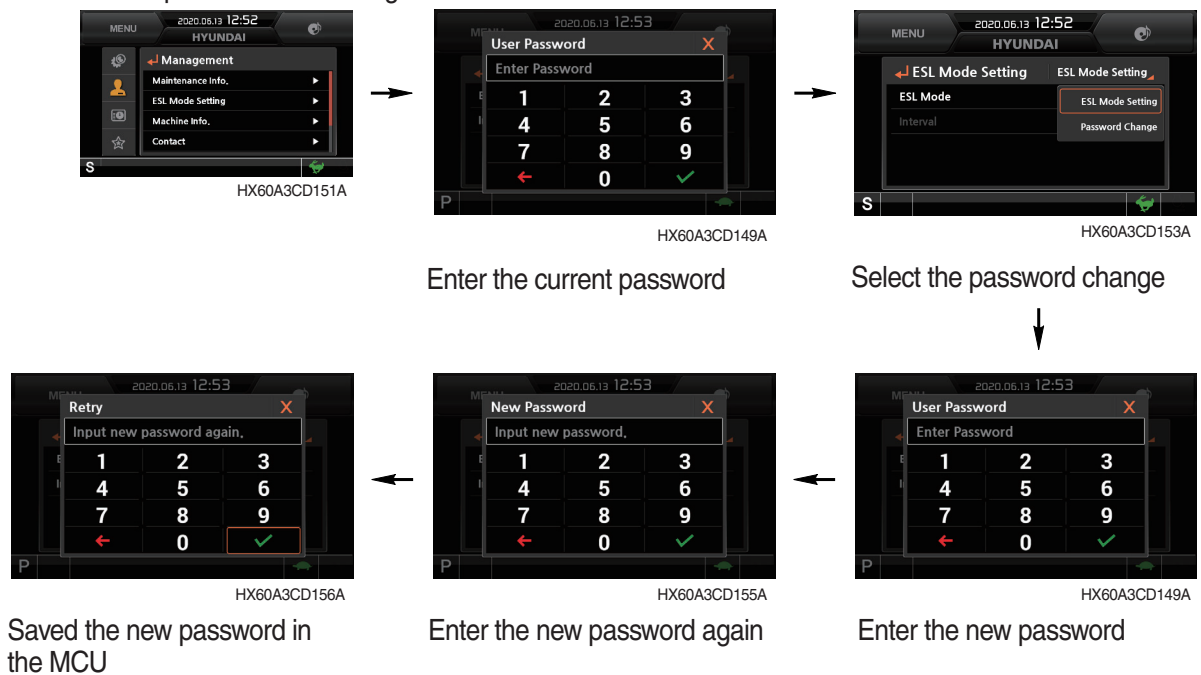 MENU
2020.06.13 12:52
HYUNDAI
Management
Maintenance Info.
ESL Mode Setting
Machine Info.
Contact
S
HX60A3CD151A
2020.06.13 12:53
User Password X
Enter Password
1 2 3
4 5 6
7 8 9
0
P
HX60A3CD149A
Enter the current password
MENU
2020.06.13 12:52
HYUNDAI
ESL Mode Setting
ESL Mode Setting
ESL Mode
ESL Mode Setting
Interval
Password Change
S
HX60A3CD153A
Select the password change
2020.06.13 12:53
Retry X
Input new password again.
1 2 3
4 5 6
7 8 9
0
P
HX60A3CD156A
Saved the new password in
the MCU
2020.06.13 12:53
New Password X
Input new password.
1 2 3
4 5 6
7 8 9
0
P
HX60A3CD155A
Enter the new password again
2020.06.13 12:53
User Password X
Enter Password
1 2 3
4 5 6
7 8 9
0
P
HX60A3CD149A
Enter the new password